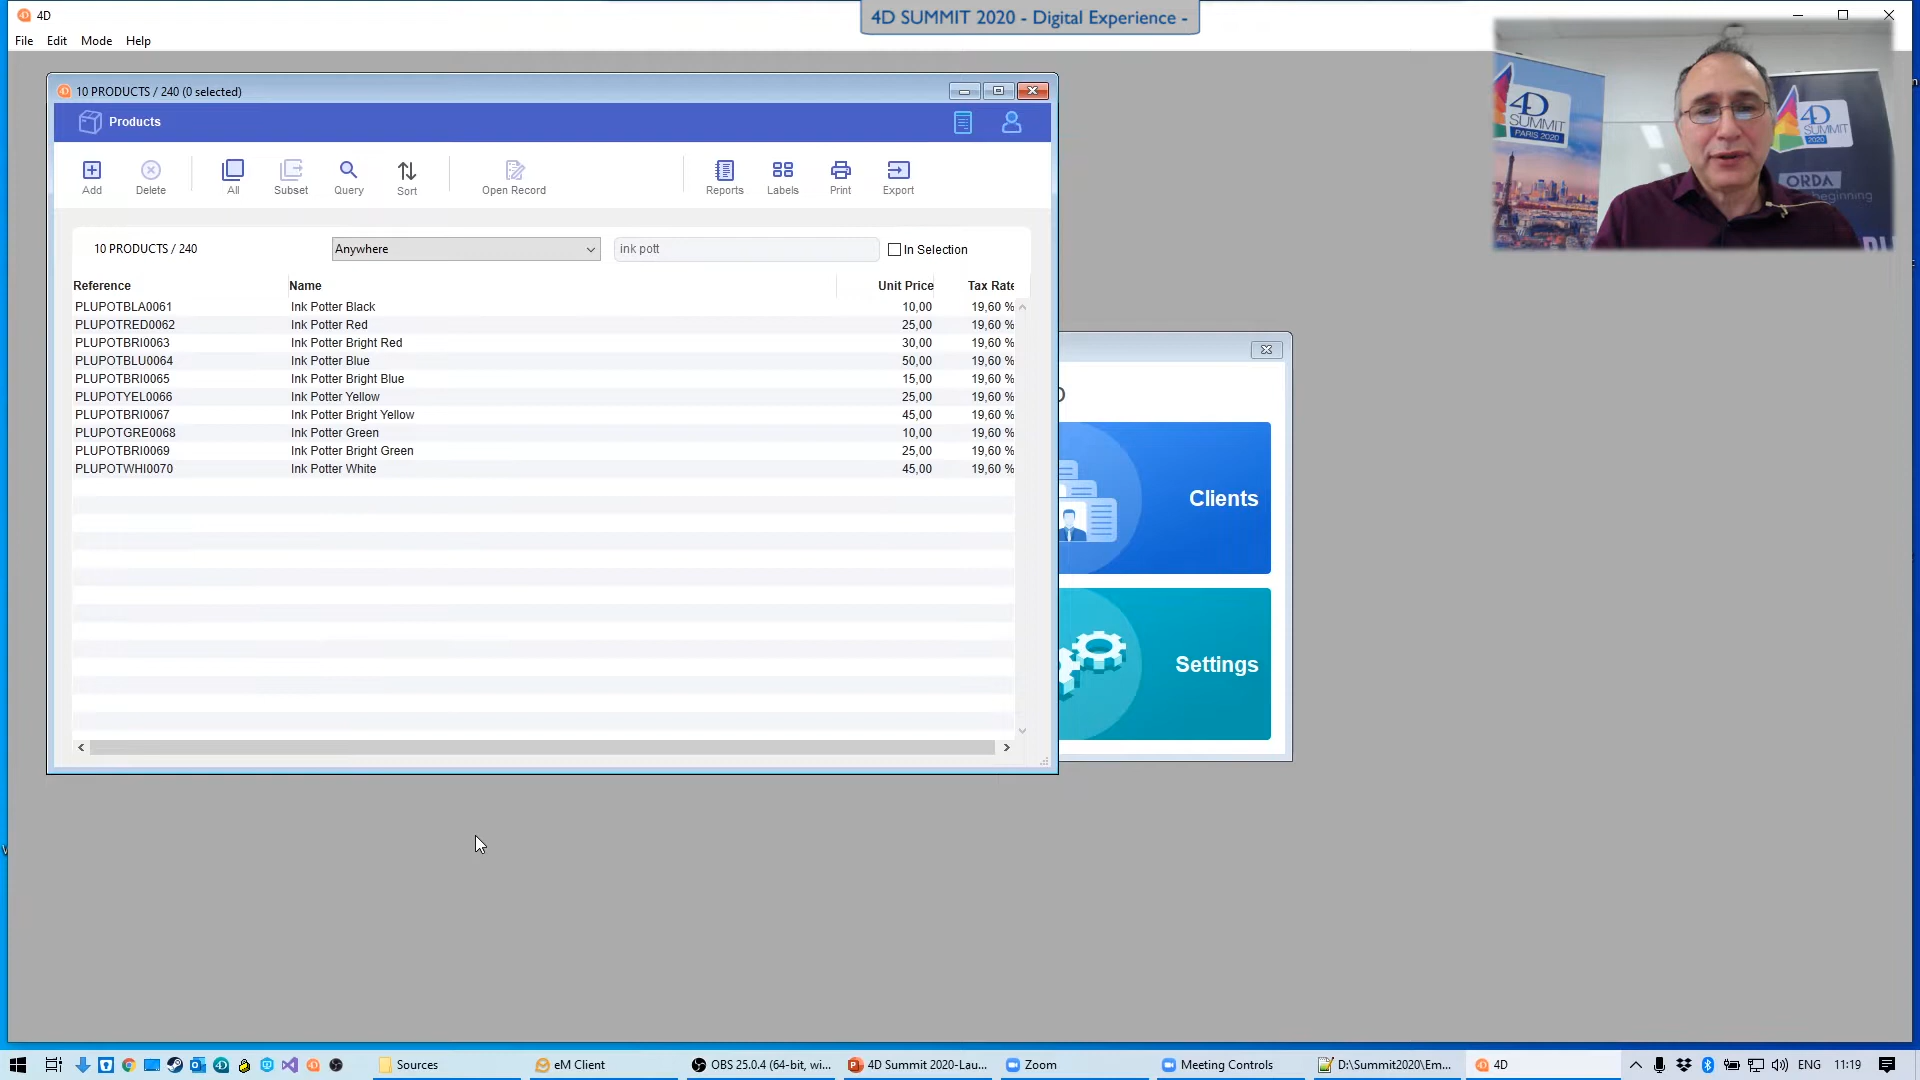 4D
4D SUMMIT 2020 - Digital Experience -
File Edit Mode Help
10 PRODUCTS / 240 (0 selected)
Products
Add Delete All Subset Query Sort Open Record Reports Labels Print Export
10 PRODUCTS / 240 Anywhere ink pott In Selection
Reference Name Unit Price Tax Rate
PLUPOTBLA0061 Ink Potter Black 10,00 19,60 %
PLUPOTRED0062 Ink Potter Red 25,00 19,60 %
PLUPOTBRI0063 Ink Potter Bright Red 30,00 19,60 %
PLUPOTBLU0064 Ink Potter Blue 50,00 19,60 %
PLUPOTBRI0065 Ink Potter Bright Blue 15,00 19,60 %
PLUPOTYEL0066 Ink Potter Yellow 25,00 19,60 %
PLUPOTBRI0067 Ink Potter Bright Yellow 45,00 19,60 %
PLUPOTGRE0068 Ink Potter Green 10,00 19,60 %
PLUPOTBRI0069 Ink Potter Bright Green 25,00 19,60 %
PLUPOTWHI0070 Ink Potter White 45,00 19,60 %
Clients
Settings
4D
SUMMIT
PARIS 2020
4D
SUMMIT
2020
ORDA
beginning
Sources eM Client OBS 25.0.4 (64-bit, wi... 4D Summit 2020-Lau... Zoom Meeting Controls D:\Summit2020\Em... 4D ENG 11:19